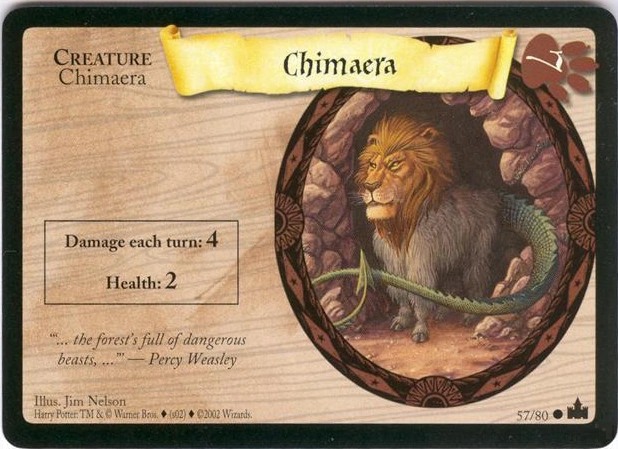 CREATURE
Chimaera
Chimaera
Damage each turn: 4
Health: 2
"'... the forest's full of dangerous
beasts, ...'" — Percy Weasley
Illus. Jim Nelson
Harry Potter: TM & © Warner Bros. ♦ (s02) ♦ ©2002 Wizards.
57/80